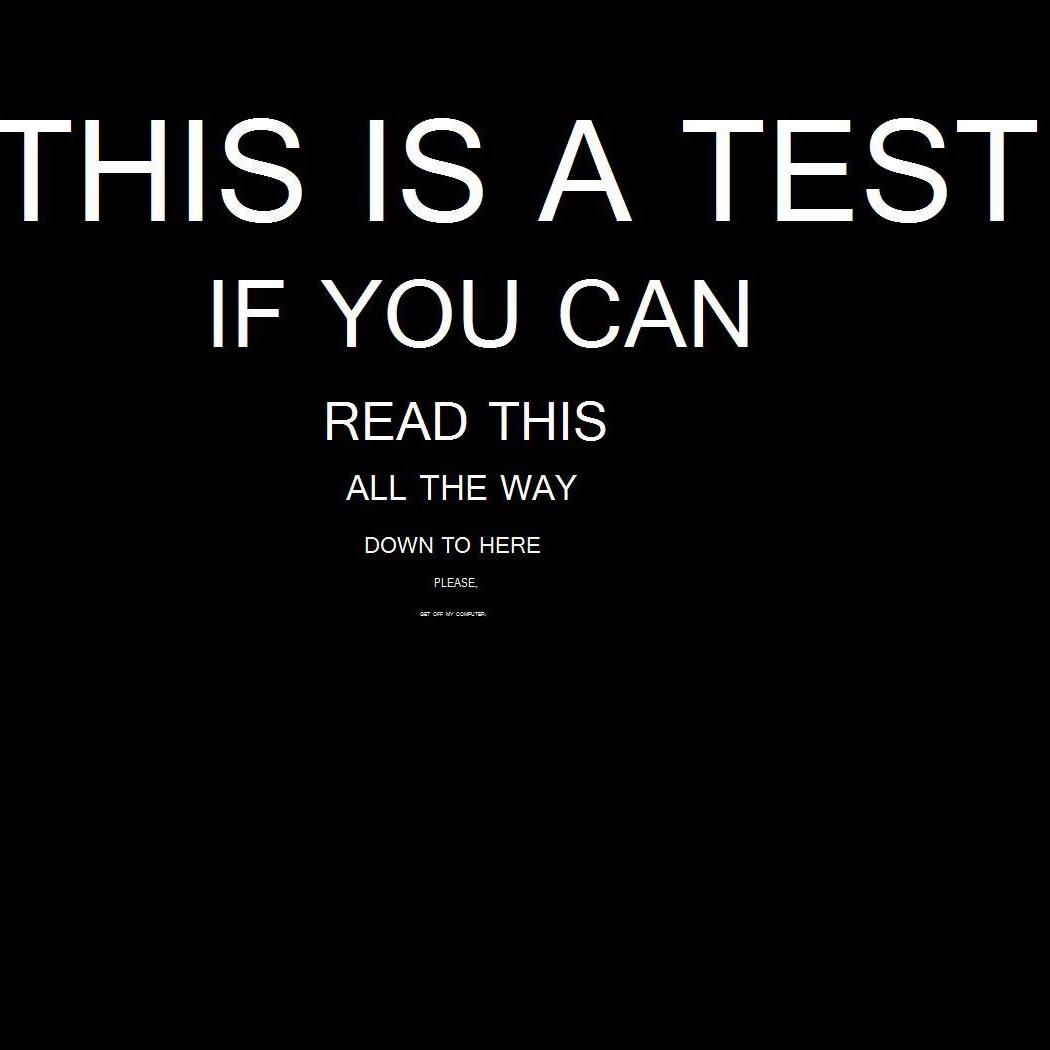 THIS IS A TEST
IF YOU CAN
READ THIS
ALL THE WAY
DOWN TO HERE
PLEASE,
GET OFF MY COMPUTER,